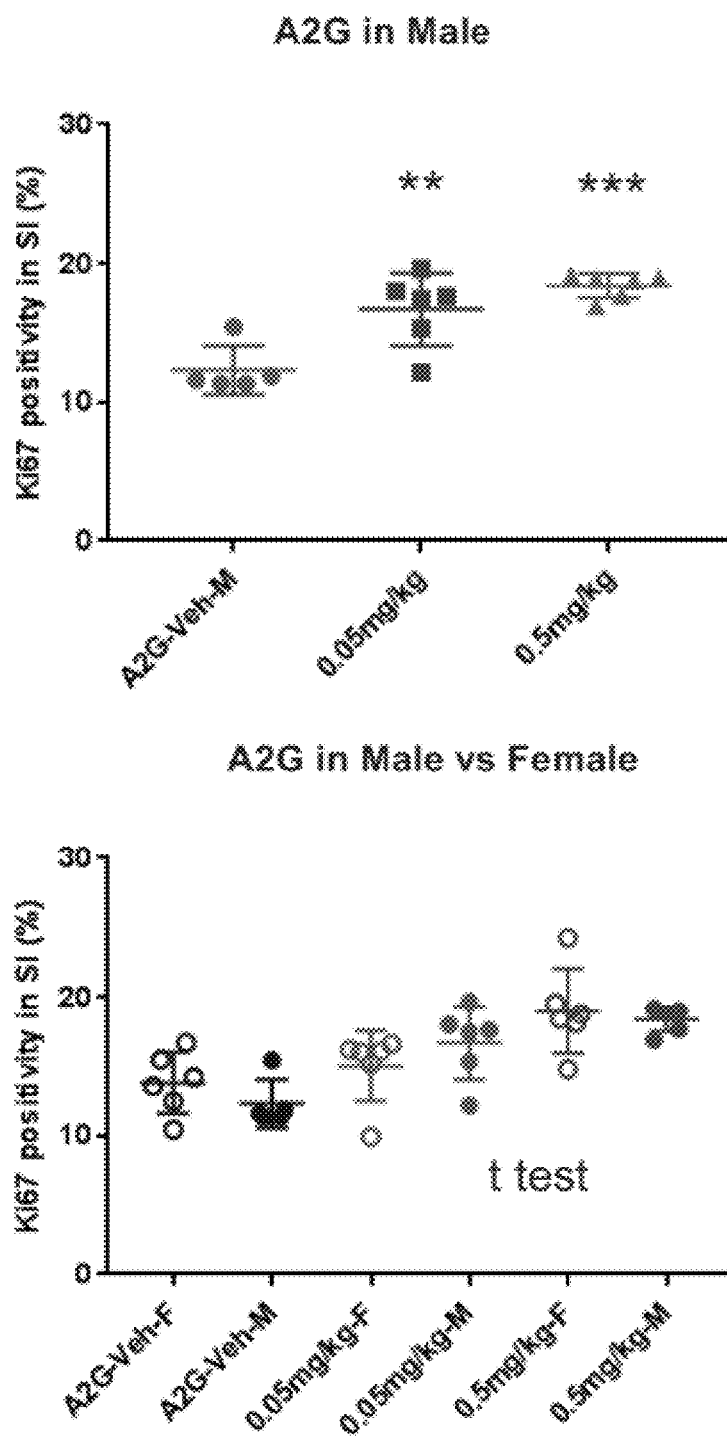 A2G in Male
Ki67 positivity in SI (%)
30
20
10
0
**
***
A2G-Veh-M
0.05mg/kg
0.5mg/kg
A2G in Male vs Female
Ki67 positivity in SI (%)
30
20
10
0
t test
A2G-Veh-F
A2G-Veh-M
0.05mg/kg-F
0.05mg/kg-M
0.5mg/kg-F
0.5mg/kg-M